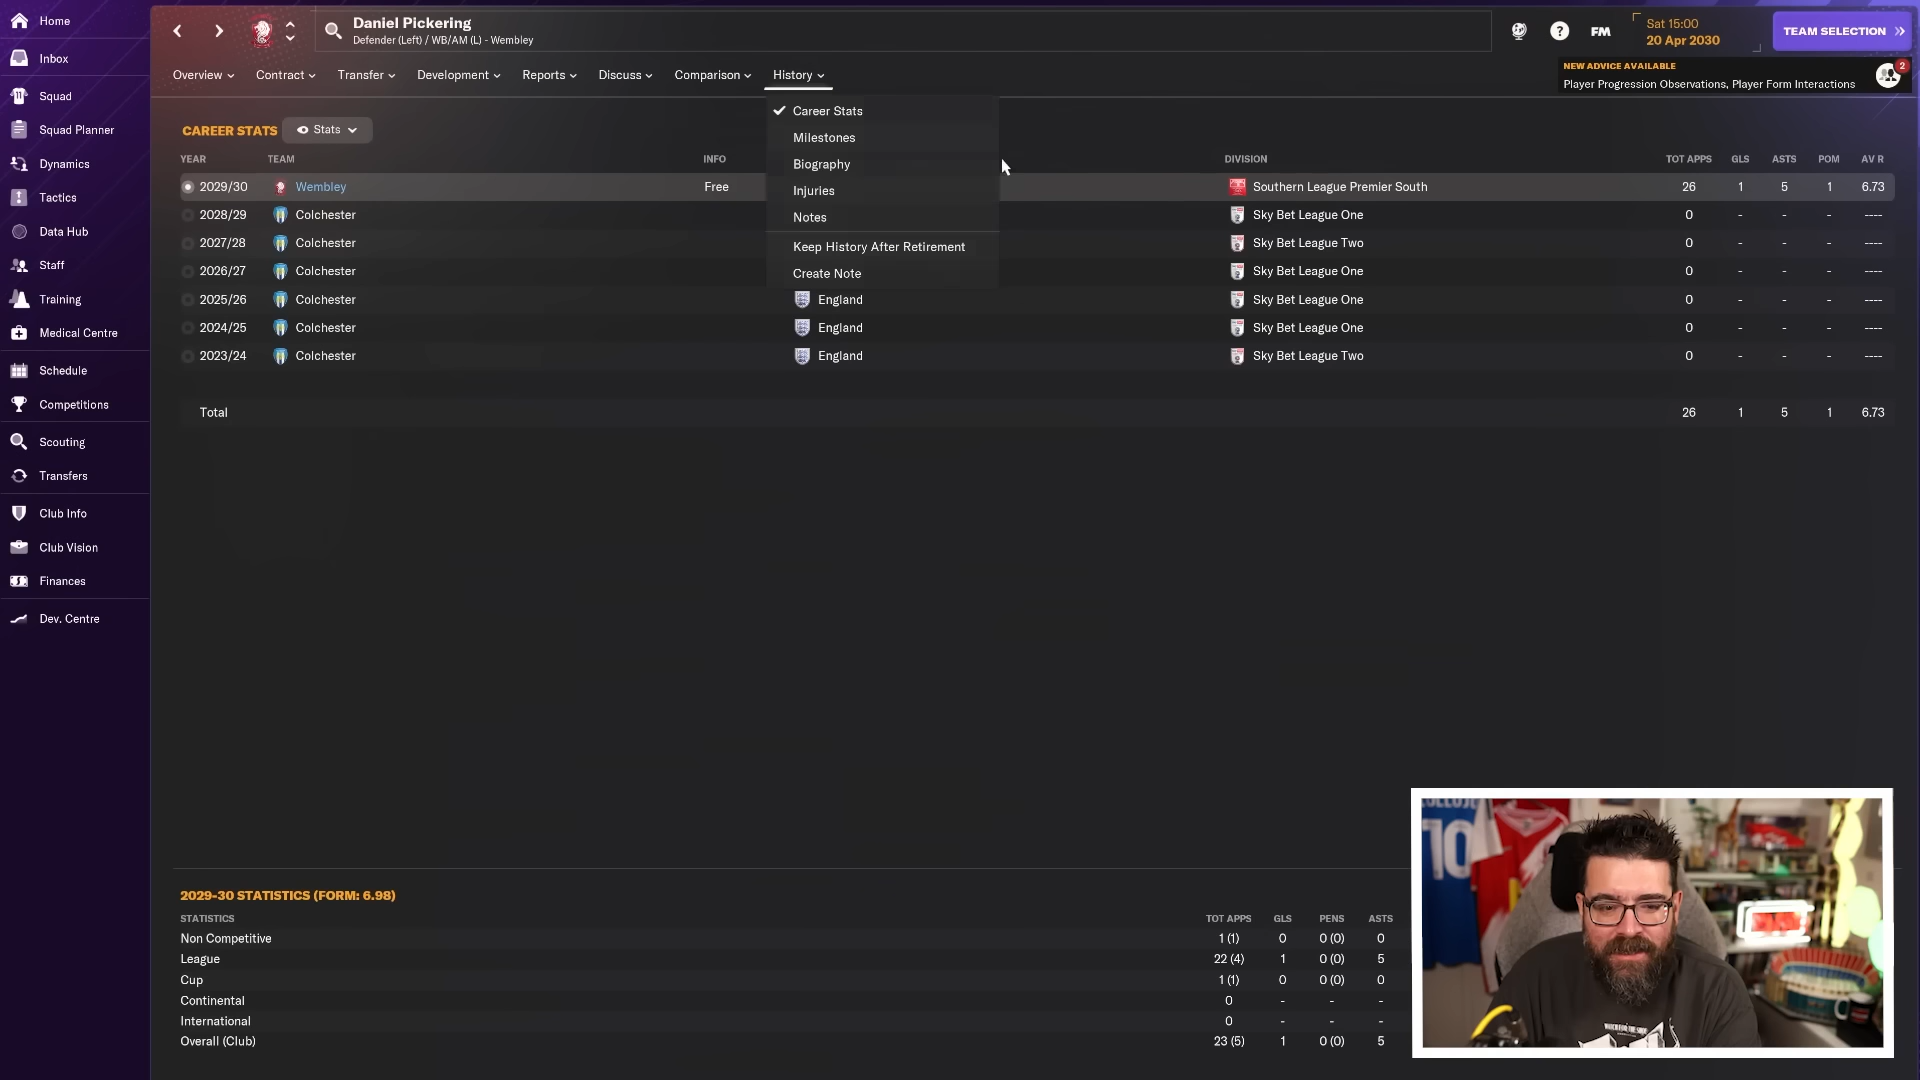 Home
Inbox
Squad
Squad Planner
Dynamics
Tactics
Data Hub
Staff
Training
Medical Centre
Schedule
Competitions
Scouting
Transfers
Club Info
Club Vision
Finances
Dev. Centre
Daniel Pickering
Defender (Left) / WB/AM (L) - Wembley
FM
Sat 15:00
20 Apr 2030
TEAM SELECTION
Overview Contract Transfer Development Reports Discuss Comparison History
NEW ADVICE AVAILABLE
Player Progression Observations, Player Form Interactions
2
Career Stats
Milestones
Biography
Injuries
Notes
Keep History After Retirement
Create Note
CAREER STATS Stats
YEAR TEAM INFO DIVISION TOT APPS GLS ASTS POM AV R
2029/30 Wembley Free Southern League Premier South 26 1 5 1 6.73
2028/29 Colchester Sky Bet League One 0 - - - ----
2027/28 Colchester Sky Bet League Two 0 - - - ----
2026/27 Colchester Sky Bet League One 0 - - - ----
2025/26 Colchester England Sky Bet League One 0 - - - ----
2024/25 Colchester England Sky Bet League One 0 - - - ----
2023/24 Colchester England Sky Bet League Two 0 - - - ----
Total 26 1 5 1 6.73
2029-30 STATISTICS (FORM: 6.98)
STATISTICS TOT APPS GLS PENS ASTS
Non Competitive 1 (1) 0 0 (0) 0
League 22 (4) 1 0 (0) 5
Cup 1 (1) 0 0 (0) 0
Continental 0 - - -
International 0 - - -
Overall (Club) 23 (5) 1 0 (0) 5
10